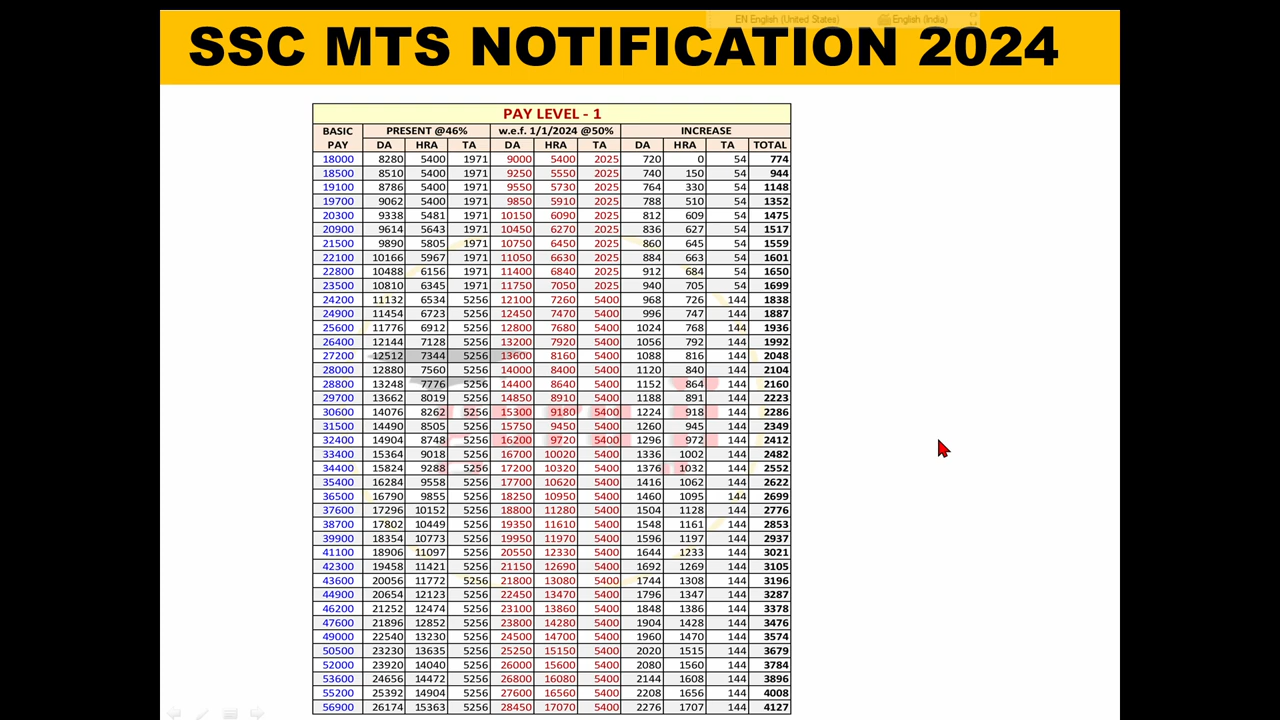 EN English (United States) English (India)
SSC MTS NOTIFICATION 2024
PAY LEVEL - 1
BASIC PAY PRESENT @46% w.e.f. 1/1/2024 @50% INCREASE
DA HRA TA DA HRA TA DA HRA TA TOTAL
18000 8280 5400 1971 9000 5400 2025 720 0 54 774
18500 8510 5400 1971 9250 5550 2025 740 150 54 944
19100 8786 5400 1971 9550 5730 2025 764 330 54 1148
19700 9062 5400 1971 9850 5910 2025 788 510 54 1352
20300 9338 5481 1971 10150 6090 2025 812 609 54 1475
20900 9614 5643 1971 10450 6270 2025 836 627 54 1517
21500 9890 5805 1971 10750 6450 2025 860 645 54 1559
22100 10166 5967 1971 11050 6630 2025 884 663 54 1601
22800 10488 6156 1971 11400 6840 2025 912 684 54 1650
23500 10810 6345 1971 11750 7050 2025 940 705 54 1699
24200 11132 6534 5256 12100 7260 5400 968 726 144 1838
24900 11454 6723 5256 12450 7470 5400 996 747 144 1887
25600 11776 6912 5256 12800 7680 5400 1024 768 144 1936
26400 12144 7128 5256 13200 7920 5400 1056 792 144 1992
27200 12512 7344 5256 13600 8160 5400 1088 816 144 2048
28000 12880 7560 5256 14000 8400 5400 1120 840 144 2104
28800 13248 7776 5256 14400 8640 5400 1152 864 144 2160
29700 13662 8019 5256 14850 8910 5400 1188 891 144 2223
30600 14076 8262 5256 15300 9180 5400 1224 918 144 2286
31500 14490 8505 5256 15750 9450 5400 1260 945 144 2349
32400 14904 8748 5256 16200 9720 5400 1296 972 144 2412
33400 15364 9018 5256 16700 10020 5400 1336 1002 144 2482
34400 15824 9288 5256 17200 10320 5400 1376 1032 144 2552
35400 16284 9558 5256 17700 10620 5400 1416 1062 144 2622
36500 16790 9855 5256 18250 10950 5400 1460 1095 144 2699
37600 17296 10152 5256 18800 11280 5400 1504 1128 144 2776
38700 17802 10449 5256 19350 11610 5400 1548 1161 144 2853
39900 18354 10773 5256 19950 11970 5400 1596 1197 144 2937
41100 18906 11097 5256 20550 12330 5400 1644 1233 144 3021
42300 19458 11421 5256 21150 12690 5400 1692 1269 144 3105
43600 20056 11772 5256 21800 13080 5400 1744 1308 144 3196
44900 20654 12123 5256 22450 13470 5400 1796 1347 144 3287
46200 21252 12474 5256 23100 13860 5400 1848 1386 144 3378
47600 21896 12852 5256 23800 14280 5400 1904 1428 144 3476
49000 22540 13230 5256 24500 14700 5400 1960 1470 144 3574
50500 23230 13635 5256 25250 15150 5400 2020 1515 144 3679
52000 23920 14040 5256 26000 15600 5400 2080 1560 144 3784
53600 24656 14472 5256 26800 16080 5400 2144 1608 144 3896
55200 25392 14904 5256 27600 16560 5400 2208 1656 144 4008
56900 26174 15363 5256 28450 17070 5400 2276 1707 144 4127